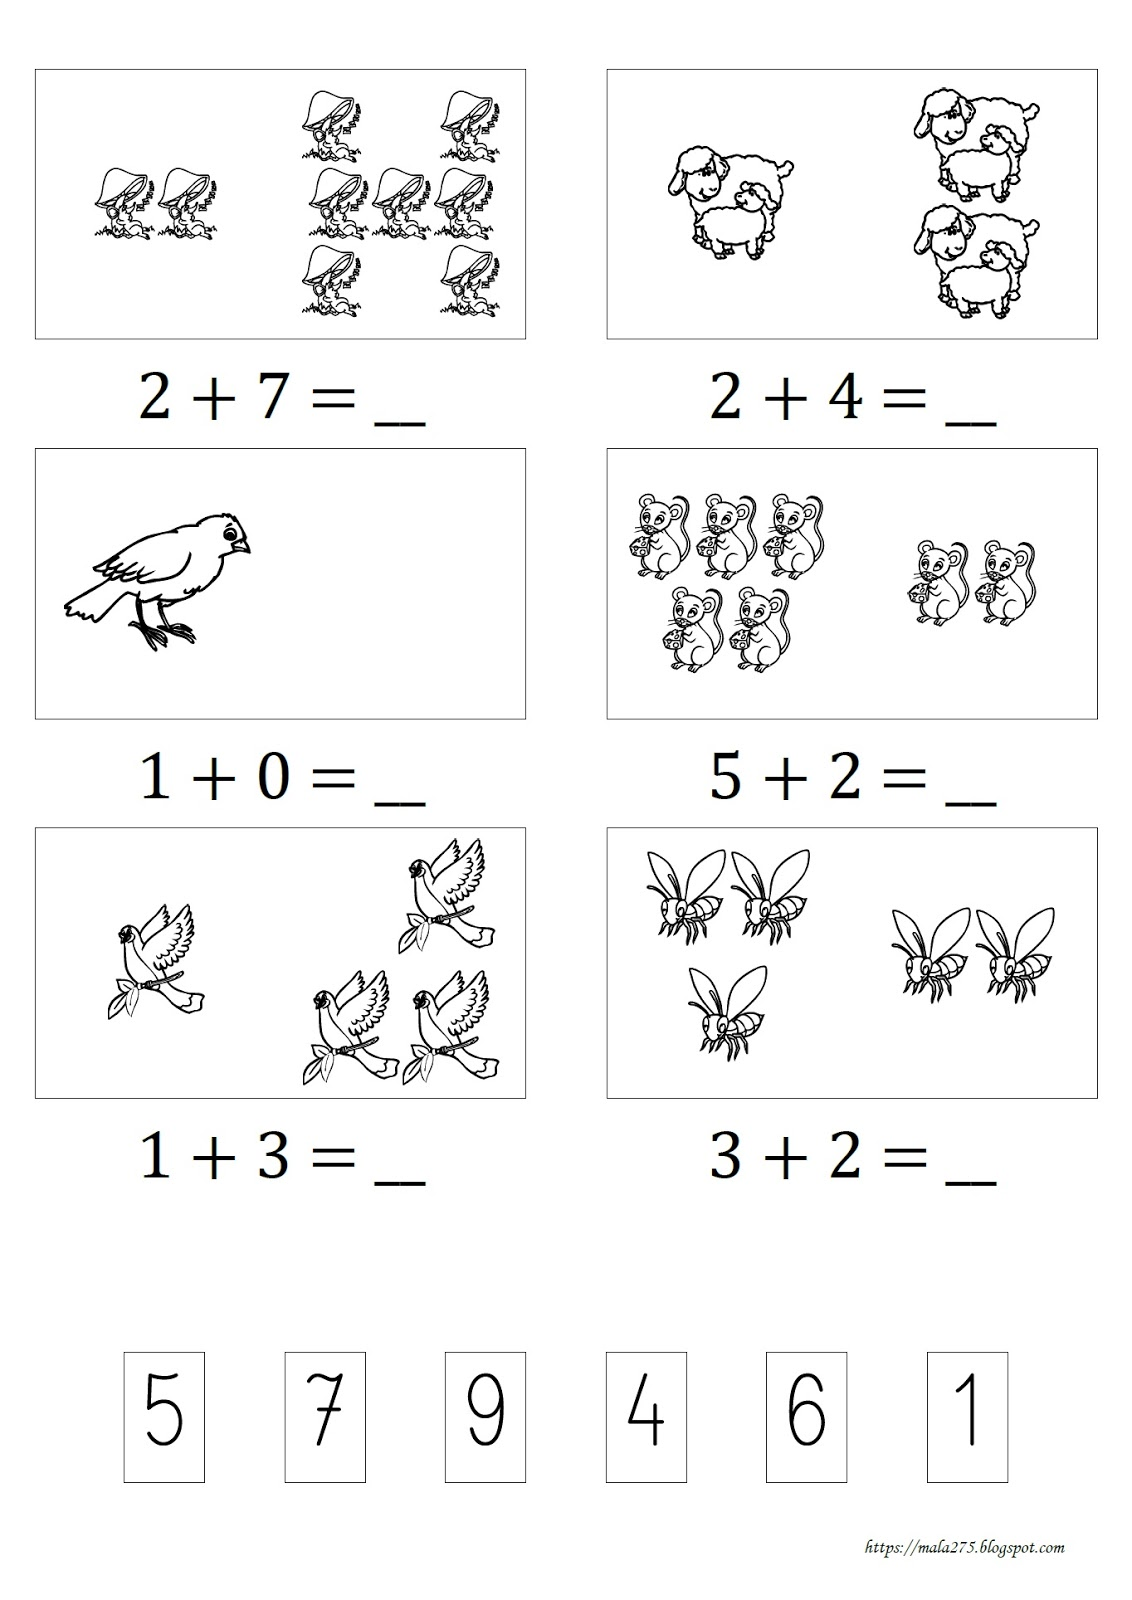 2 + 7 = __
2 + 4 = __
1 + 0 = __
5 + 2 = __
1 + 3 = __
3 + 2 = __
5 7 9 4 6 1
https://mala275.blogspot.com